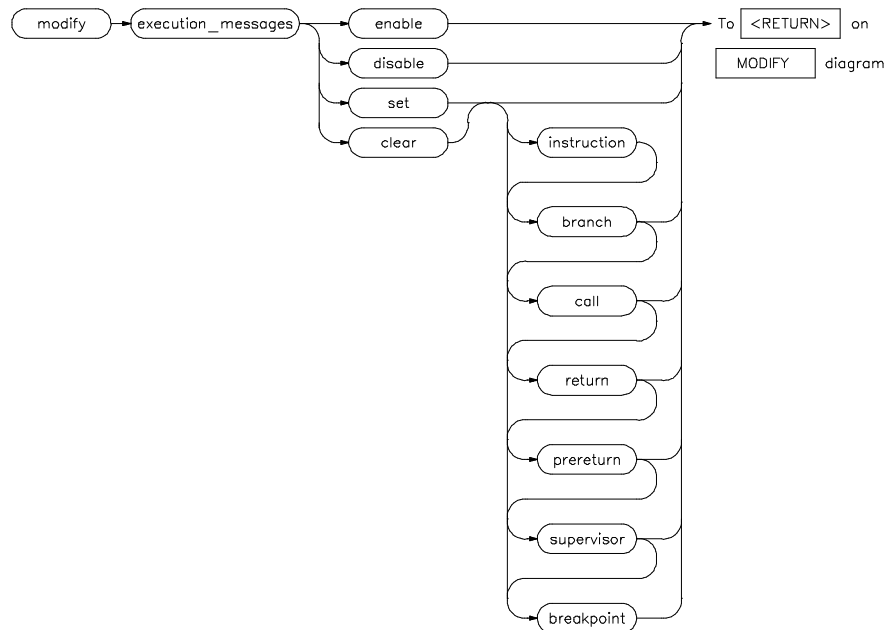 modify execution_messages enable To <RETURN> on
disable MODIFY diagram
set
clear instruction
branch
call
return
prereturn
supervisor
breakpoint